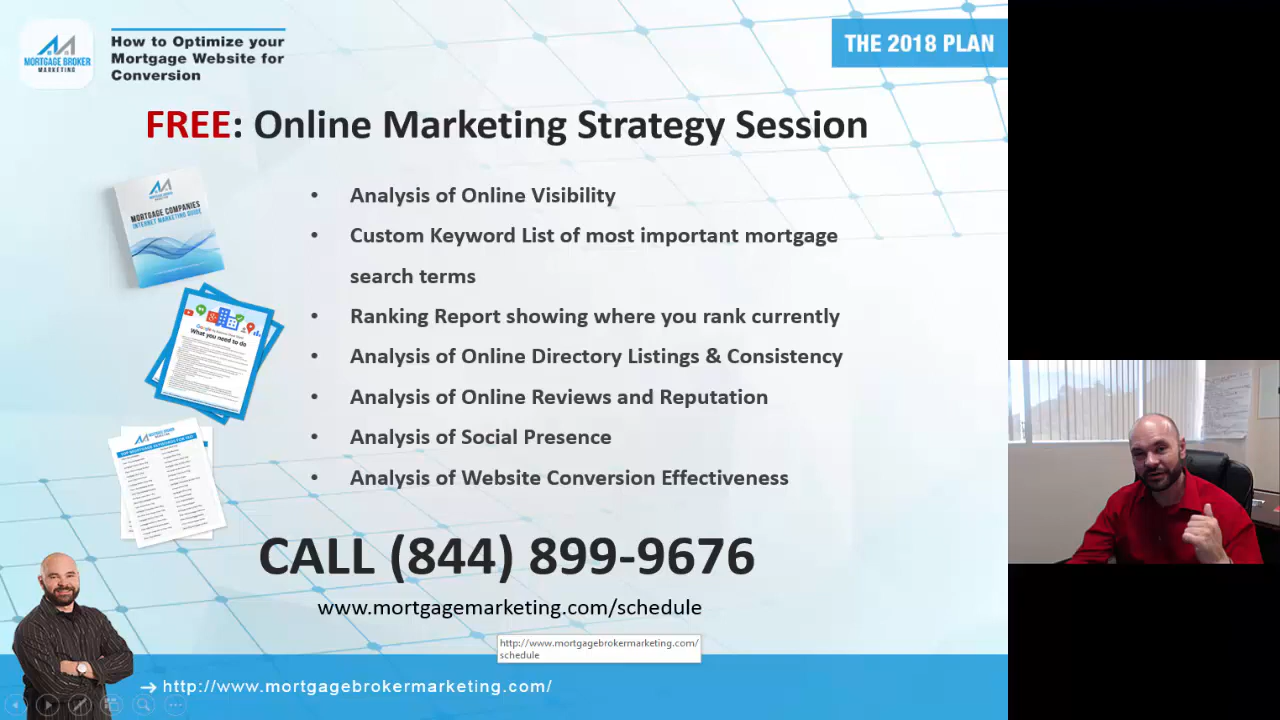 MORTGAGE BROKER
MARKETING
How to Optimize your
Mortgage Website for
Conversion
THE 2018 PLAN
FREE: Online Marketing Strategy Session
MORTGAGE COMPANIES
INTERNET MARKETING GUIDE
What you need to do
MORTGAGE BROKER
• Analysis of Online Visibility
• Custom Keyword List of most important mortgage
search terms
• Ranking Report showing where you rank currently
• Analysis of Online Directory Listings & Consistency
• Analysis of Online Reviews and Reputation
• Analysis of Social Presence
• Analysis of Website Conversion Effectiveness
CALL (844) 899-9676
www.mortgagemarketing.com/schedule
http://www.mortgagebrokermarketing.com/
schedule
http://www.mortgagebrokermarketing.com/